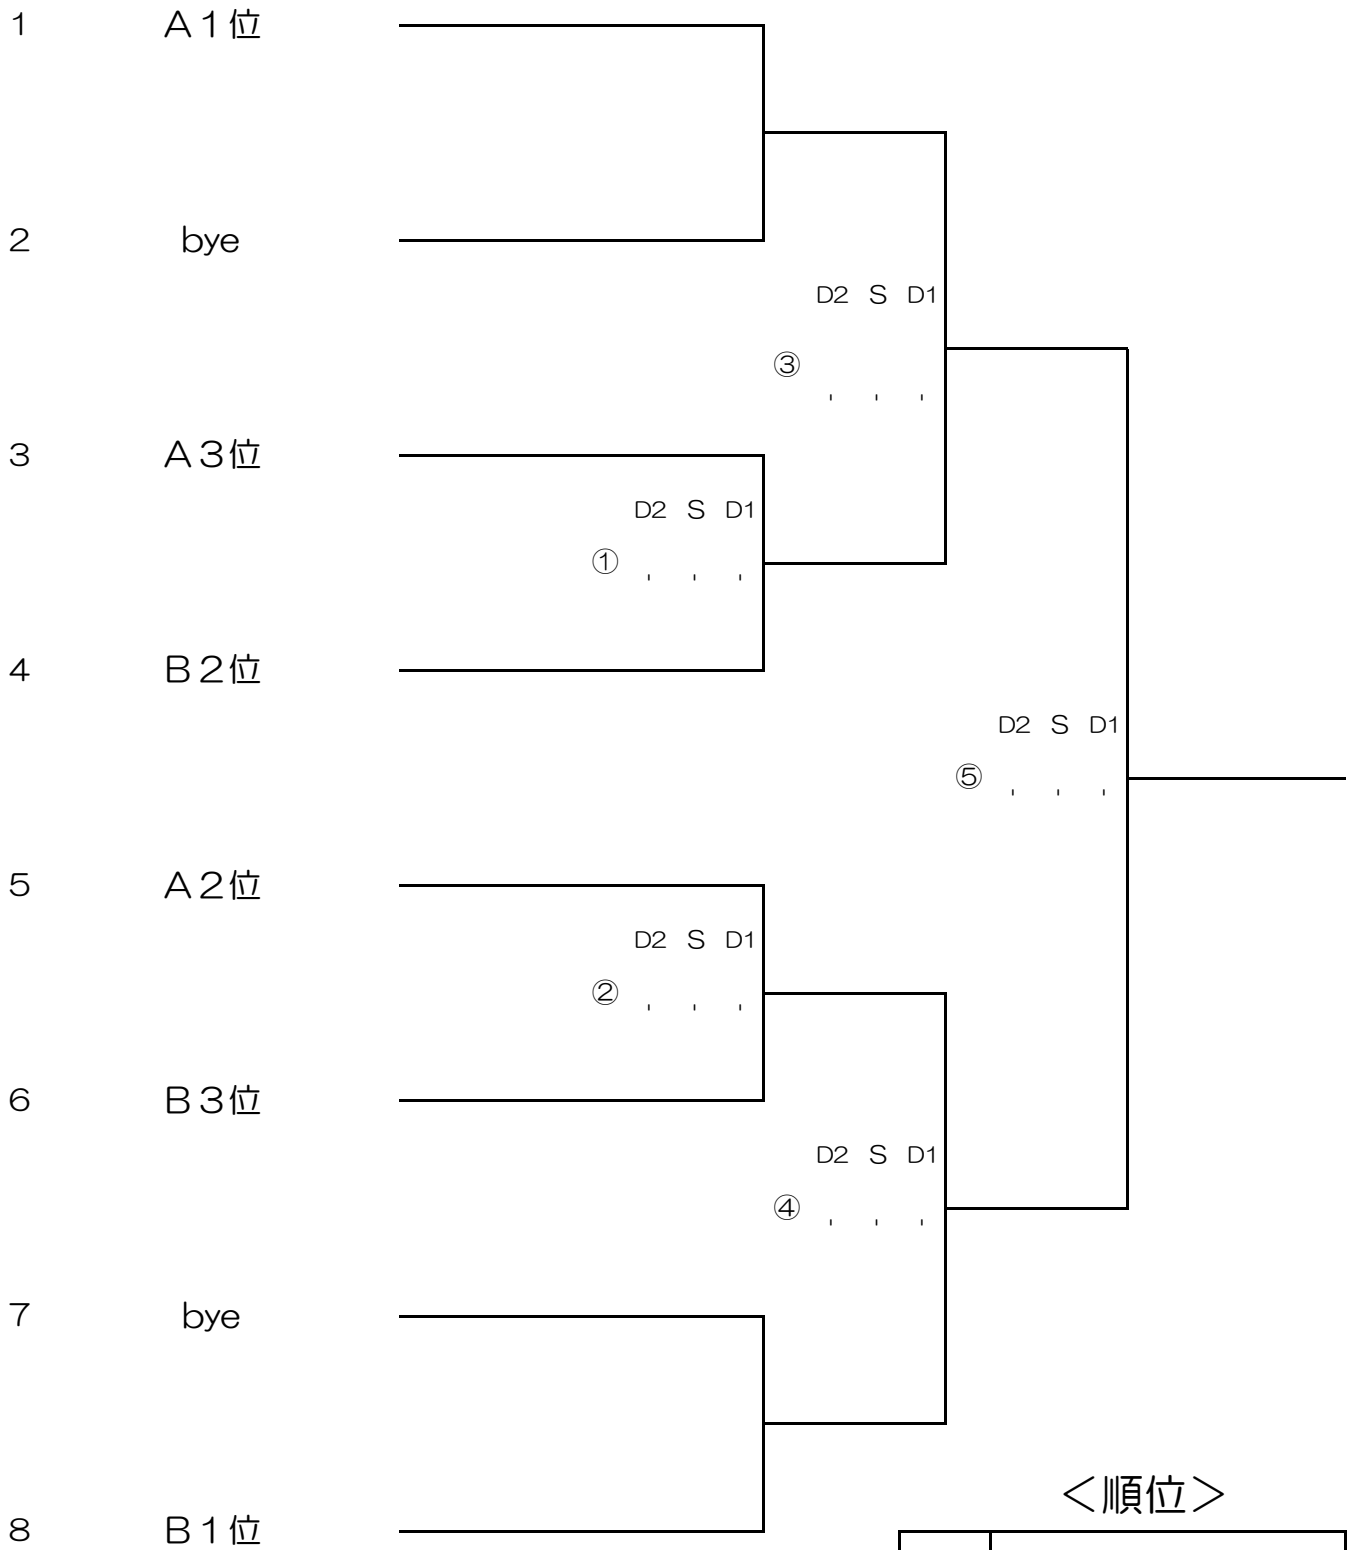 1 A1位
2 bye
D2 S D1
③ , , ,
3 A3位
D2 S D1
① , , ,
4 B2位
D2 S D1
⑤ , , ,
5 A2位
D2 S D1
② , , ,
6 B3位
D2 S D1
④ , , ,
7 bye
<順位>
8 B1位